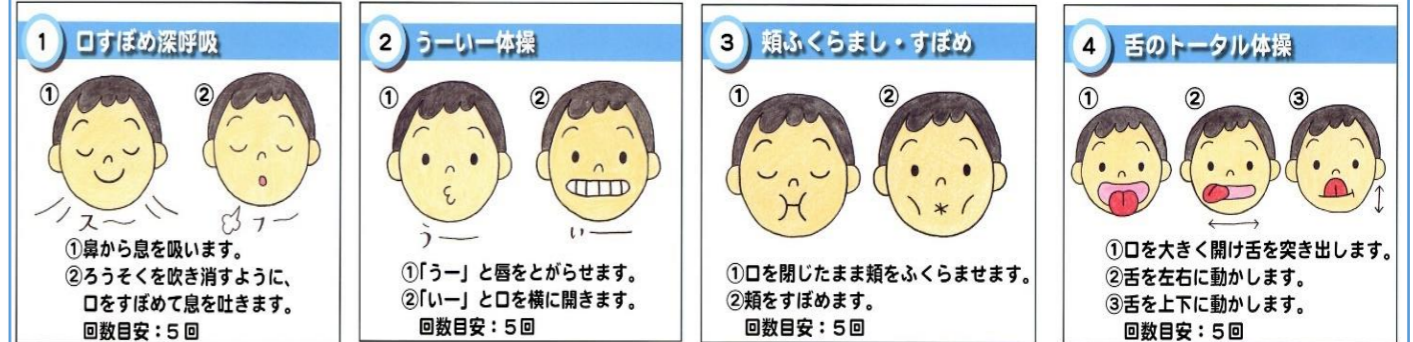 1 口すぼめ深呼吸
① ②
ス～ フー
①鼻から息を吸います。
②ろうそくを吹き消すように、
口をすぼめて息を吐きます。
回数目安：５回
2 うーいー体操
① ②
うー いー
①「うー」と唇をとがらせます。
②「いー」と口を横に開きます。
回数目安：５回
3 頬ふくらまし・すぼめ
① ②
①口を閉じたまま頬をふくらませます。
②頬をすぼめます。
回数目安：５回
4 舌のトータル体操
① ② ③
①口を大きく開け舌を突き出します。
②舌を左右に動かします。
③舌を上下に動かします。
回数目安：５回